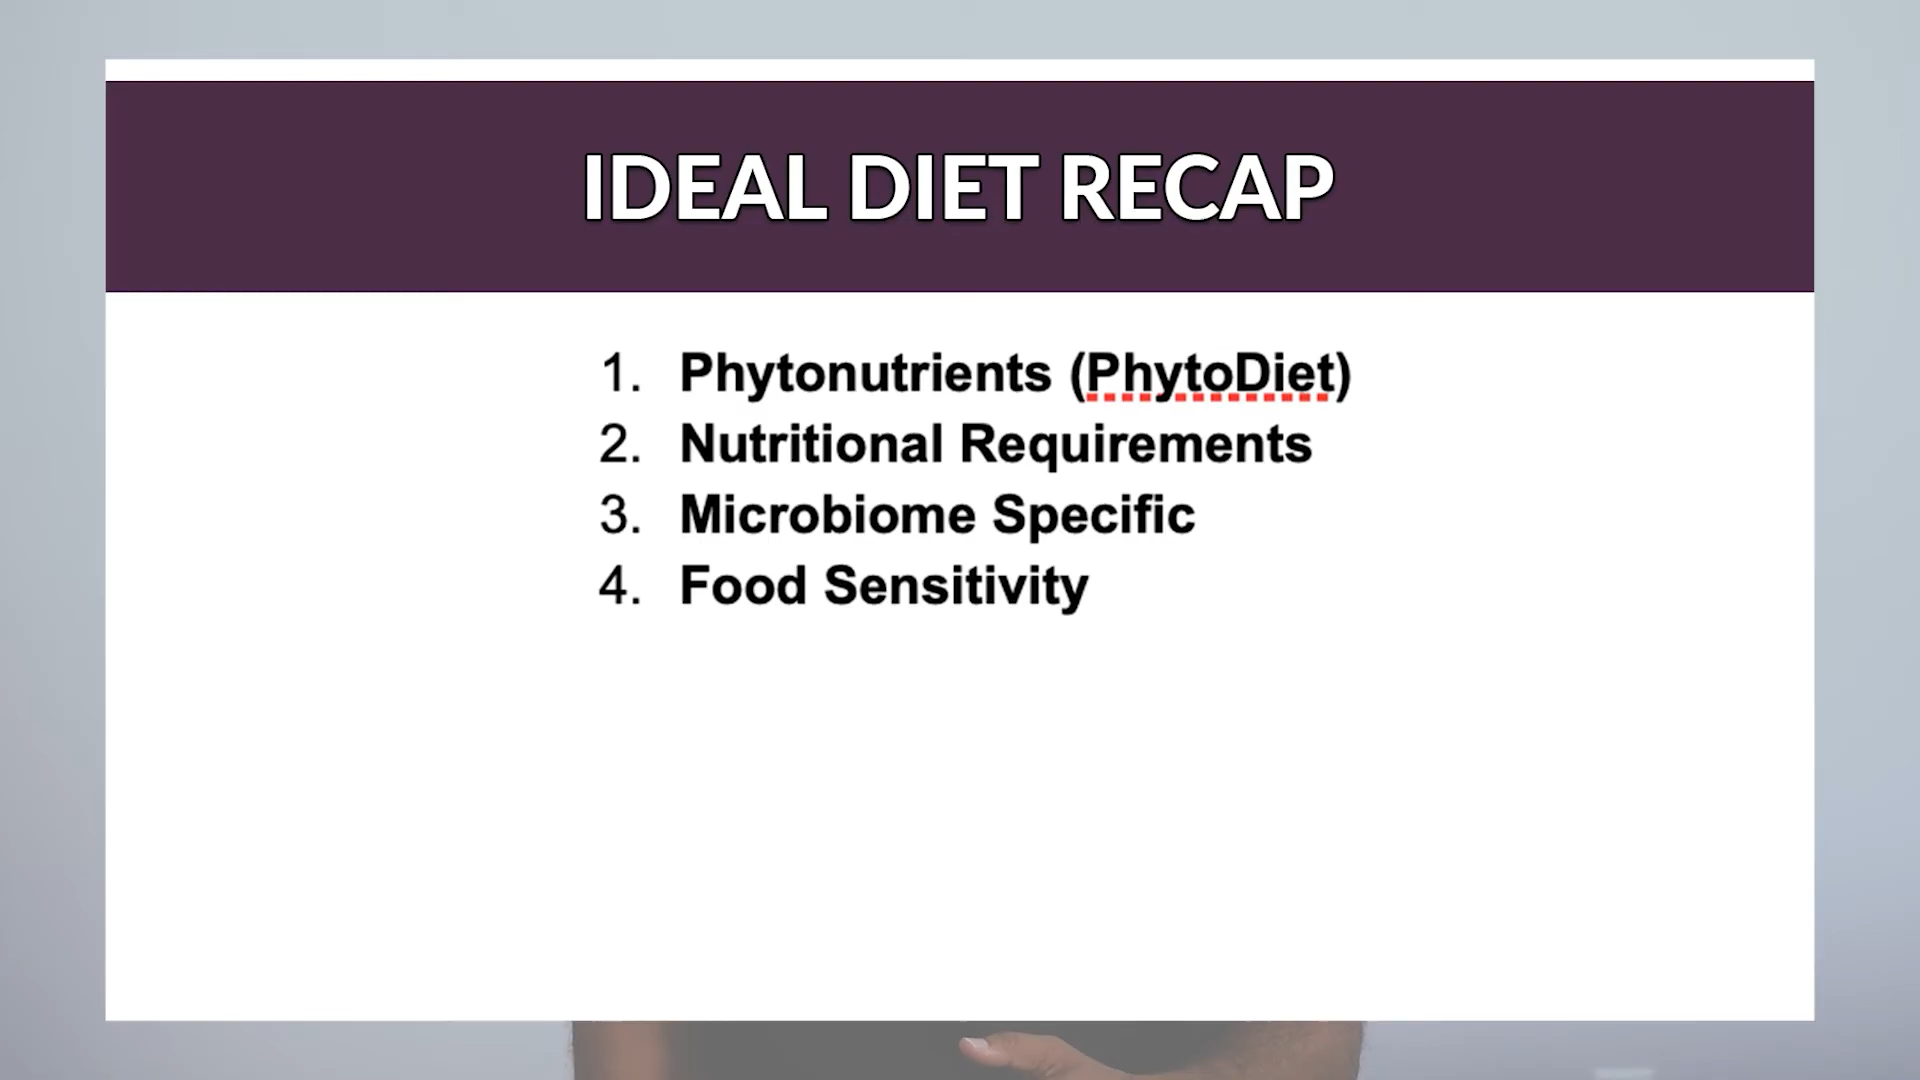 IDEAL DIET RECAP
1. Phytonutrients (PhytoDiet)
2. Nutritional Requirements
3. Microbiome Specific
4. Food Sensitivity